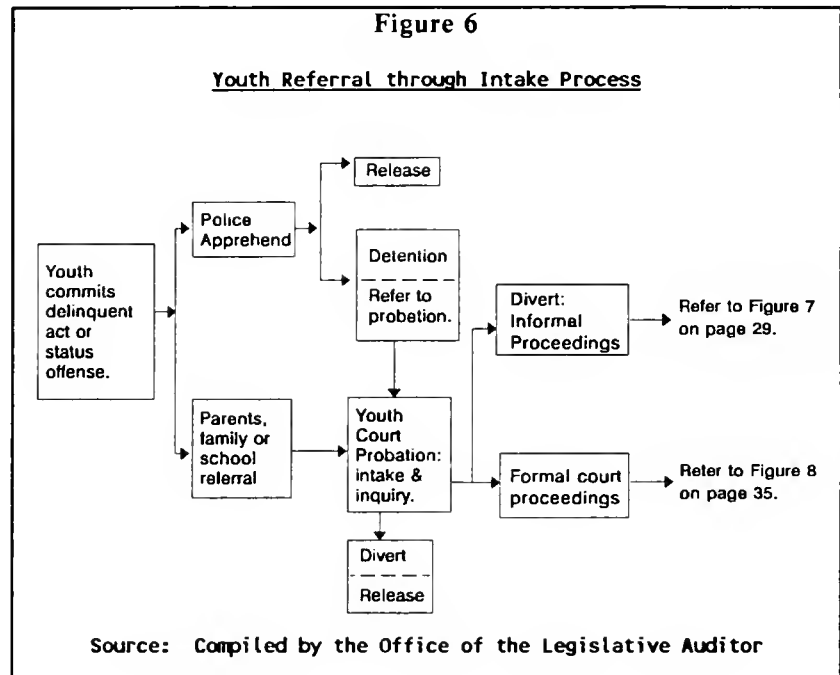 Figure 6
Youth Referral through Intake Process
Release
Police
Apprehend
Youth
commits
delinquent
act or
status
offense.
Detention
Refer to
probetion.
Divert:
Informal
Proceedings
Refer to Figure 7
on page 29.
Parents,
family or
school
referral
Youth
Court
Probation:
intake &
inquiry.
Formal court
proceedings
Reter to Figure 8
on page 35.
Divert
Release
Source: Compiled by the Office of the Legislative Auditor